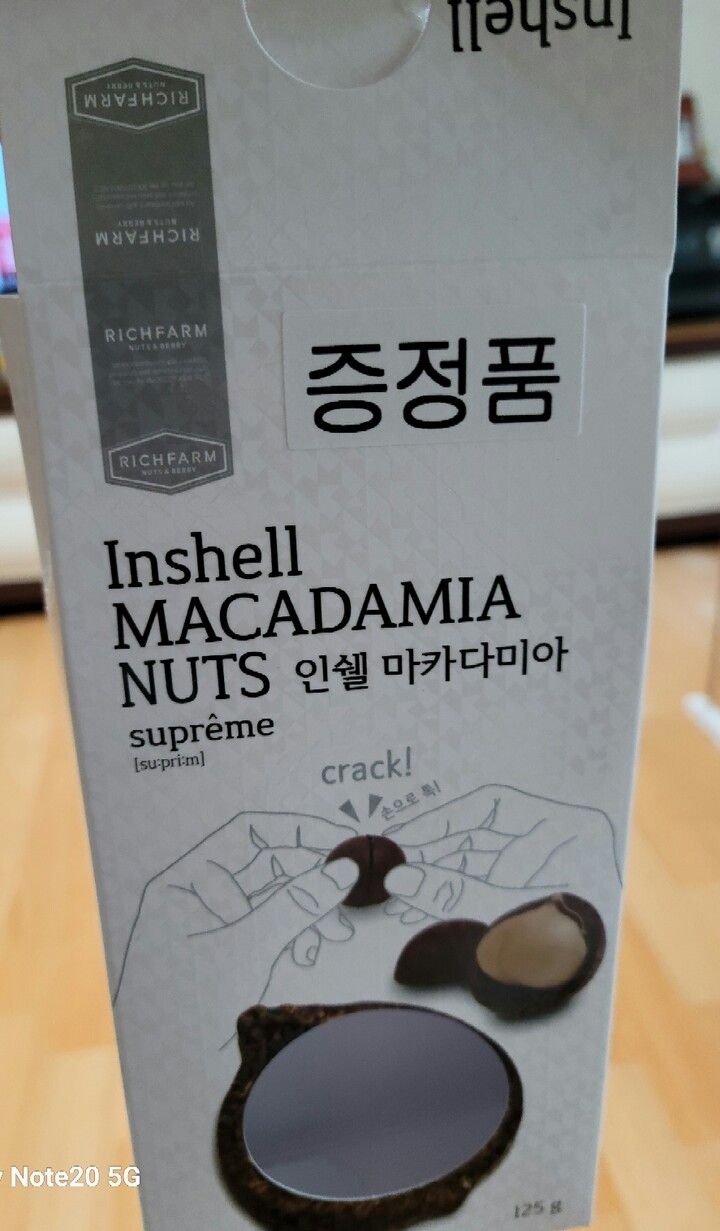 Inshell
RICHFARM
NUTS & BERRY
RICHFARM
NUTS & BERRY
RICHFARM
NUTS & BERRY
RICHFARM
NUTS & BERRY
증정품
Inshell
MACADAMIA
NUTS 인쉘 마카다미아
suprême
[su:pri:m]
crack!
손으로 톡!
125 g
Note20 5G